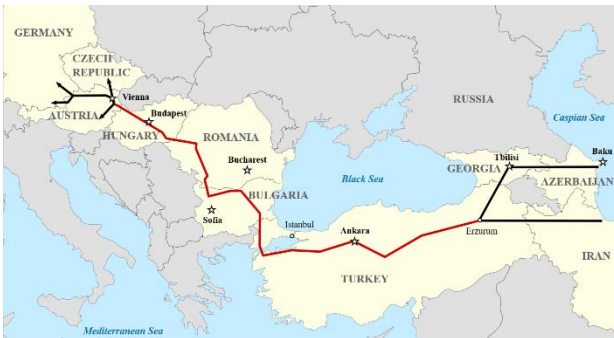 GERMANY
CZECH
REPUBLIC
Vienna
AUSTRIA
Budapest
HUNGARY
ROMANIA
Bucharest
BULGARIA
Sofia
Istanbul
Ankara
TURKEY
Black Sea
RUSSIA
Caspian Sea
Tbilisi
GEORGIA
Baku
AZERBAIJAN
Erzurum
IRAN
Mediterranean Sea